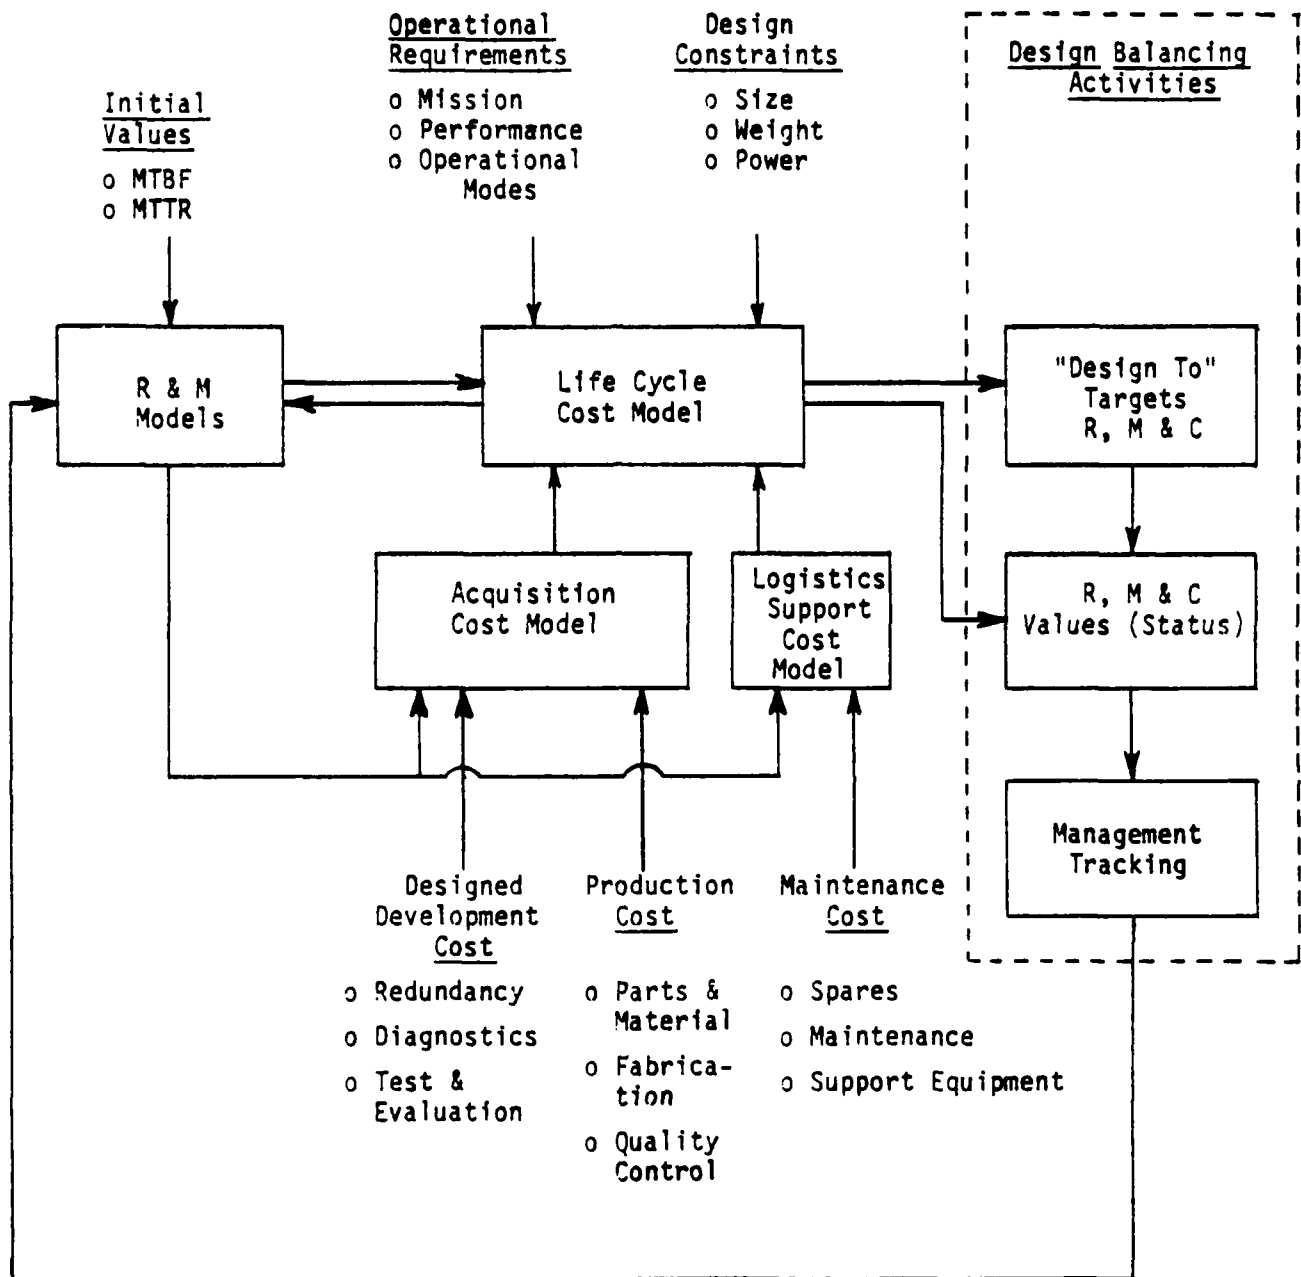 Operational
Requirements
o Mission
o Performance
o Operational
Modes
Design
Constraints
o Size
o Weight
o Power
Design Balancing
Activities
Initial
Values
o MTBF
o MTTR
R & M
Models
Life Cycle
Cost Model
"Design To"
Targets
R, M & C
Acquisition
Cost Model
Logistics
Support
Cost
Model
R, M & C
Values (Status)
Management
Tracking
Designed
Development
Cost
o Redundancy
o Diagnostics
o Test &
Evaluation
Production
Cost
o Parts &
Material
o Fabrica-
tion
o Quality
Control
Maintenance
Cost
o Spares
o Maintenance
o Support Equipment